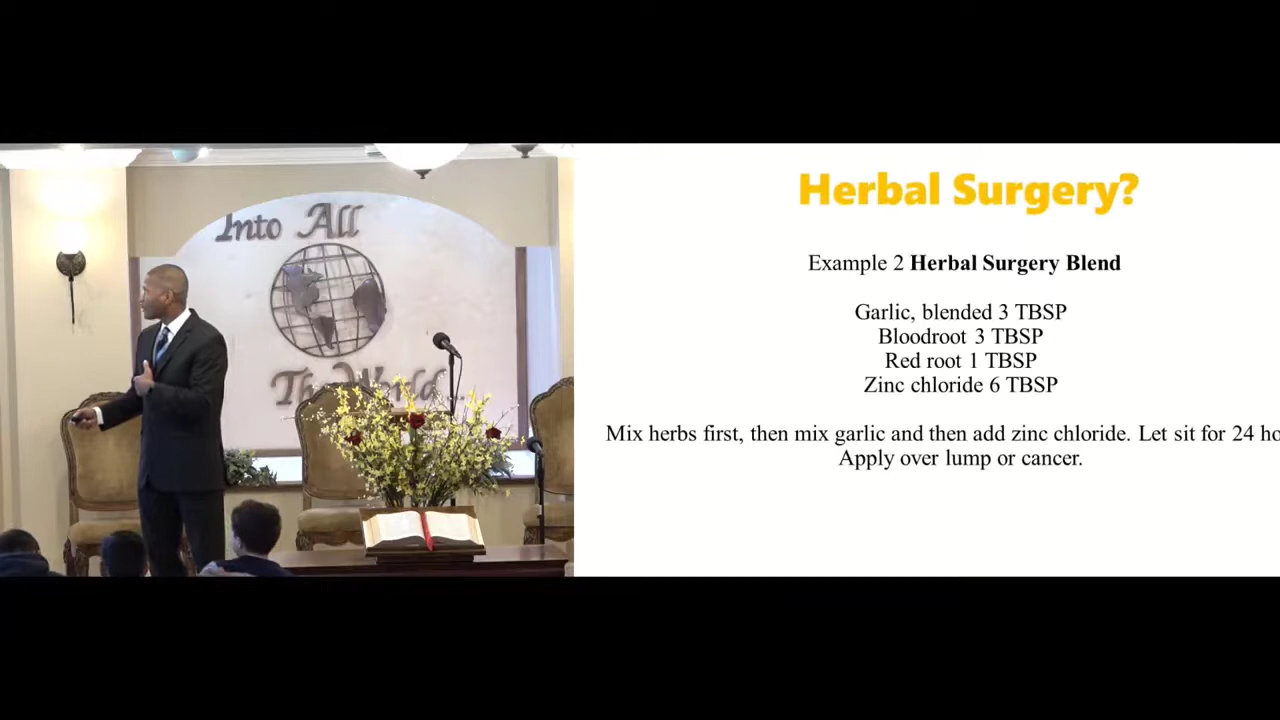 Into All
The World
Herbal Surgery?
Example 2 Herbal Surgery Blend
Garlic, blended 3 TBSP
Bloodroot 3 TBSP
Red root 1 TBSP
Zinc chloride 6 TBSP
Mix herbs first, then mix garlic and then add zinc chloride. Let sit for 24
Apply over lump or cancer.